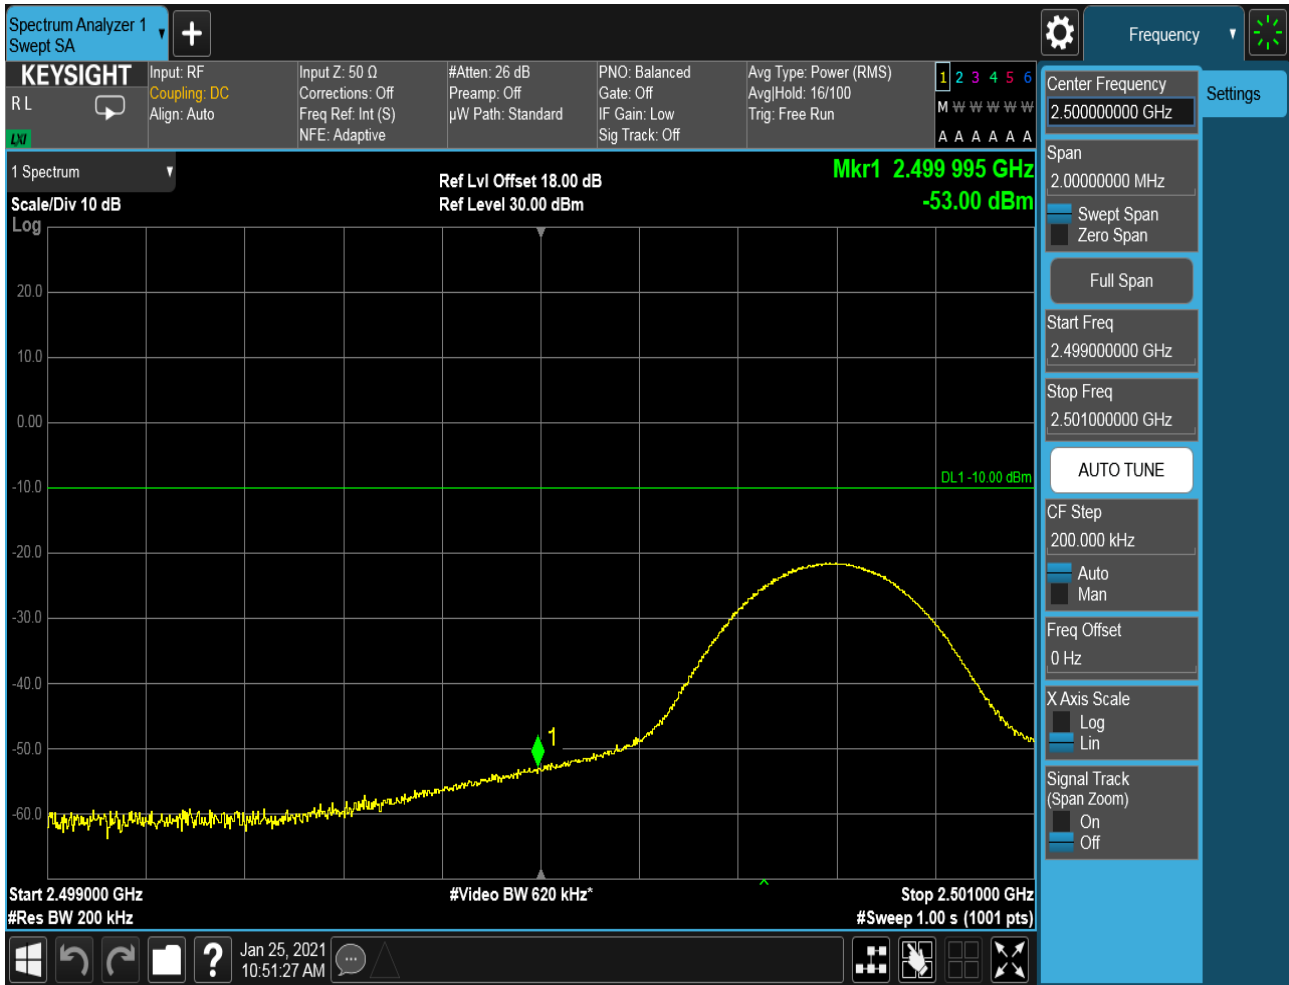 Spectrum Analyzer 1
Swept SA
Frequency
KEYSIGHT
R L
LXI
Input: RF
Coupling: DC
Align: Auto
Input Z: 50 Ω
Corrections: Off
Freq Ref: Int (S)
NFE: Adaptive
#Atten: 26 dB
Preamp: Off
µW Path: Standard
PNO: Balanced
Gate: Off
IF Gain: Low
Sig Track: Off
Avg Type: Power (RMS)
Avg|Hold: 16/100
Trig: Free Run
1 2 3 4 5 6
M W W W W W
A A A A A A
1 Spectrum
Scale/Div 10 dB
Log
Ref Lvl Offset 18.00 dB
Ref Level 30.00 dBm
Mkr1 2.499 995 GHz
-53.00 dBm
20.0
10.0
0.00
-10.0
-20.0
-30.0
-40.0
-50.0
-60.0
DL1 -10.00 dBm
1
Start 2.499000 GHz
#Res BW 200 kHz
#Video BW 620 kHz*
Stop 2.501000 GHz
#Sweep 1.00 s (1001 pts)
Jan 25, 2021
10:51:27 AM
Settings
Center Frequency
2.500000000 GHz
Span
2.00000000 MHz
Swept Span
Zero Span
Full Span
Start Freq
2.499000000 GHz
Stop Freq
2.501000000 GHz
AUTO TUNE
CF Step
200.000 kHz
Auto
Man
Freq Offset
0 Hz
X Axis Scale
Log
Lin
Signal Track
(Span Zoom)
On
Off